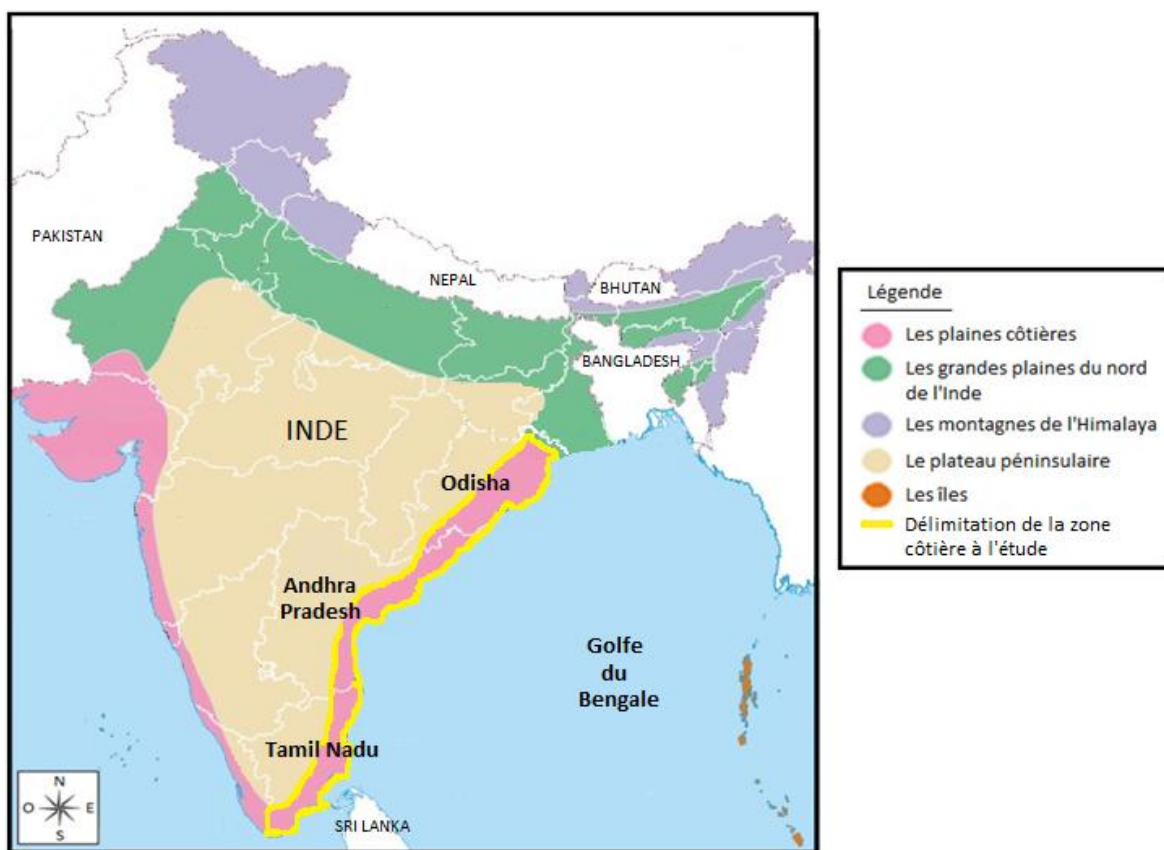 PAKISTAN
NEPAL
BHUTAN
BANGLADESH
INDE
Odisha
Andhra
Pradesh
Golfe
du
Bengale
Tamil Nadu
SRI LANKA
N
O E
S
Légende
Les plaines côtières
Les grandes plaines du nord
de l'Inde
Les montagnes de l'Himalaya
Le plateau péninsulaire
Les îles
Délimitation de la zone
côtière à l'étude